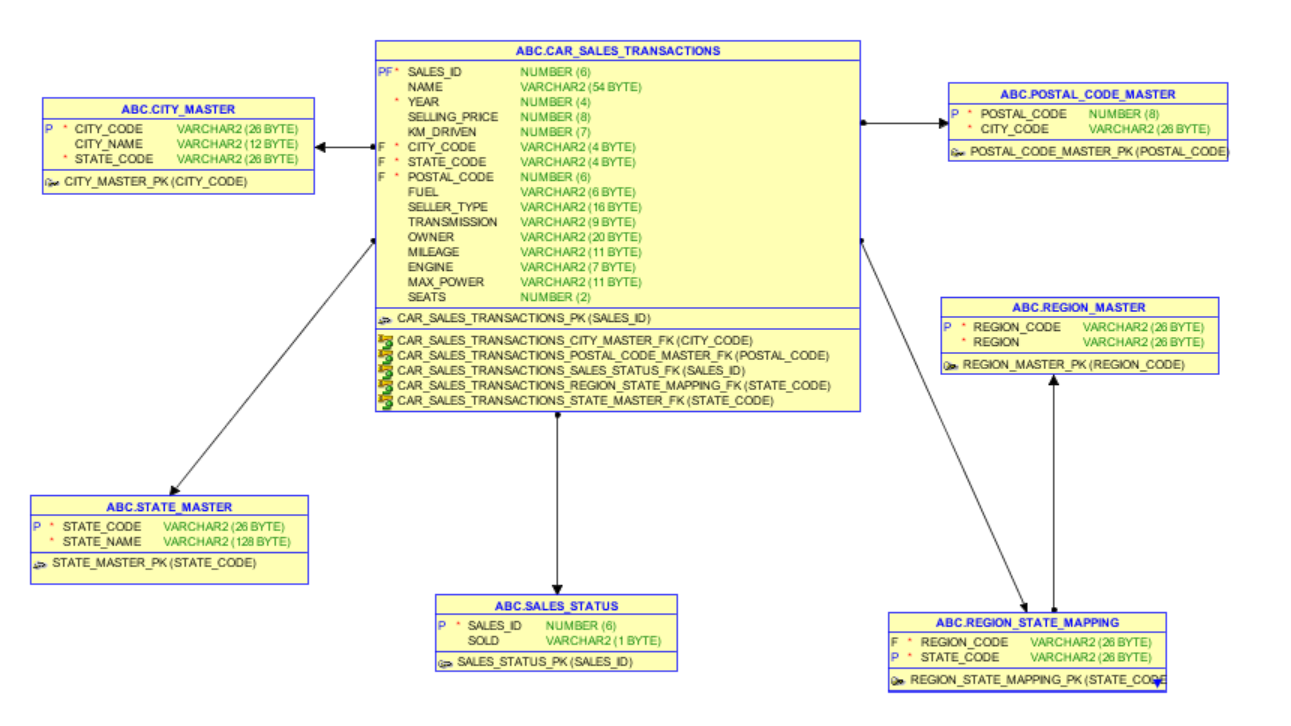 ABC.CAR_SALES_TRANSACTIONS
PF* SALES_ID NUMBER (6)
NAME VARCHAR2 (54 BYTE)
* YEAR NUMBER (4)
SELLING_PRICE NUMBER (8)
KM_DRIVEN NUMBER (7)
F * CITY_CODE VARCHAR2 (4 BYTE)
F * STATE_CODE VARCHAR2 (4 BYTE)
F * POSTAL_CODE NUMBER (6)
FUEL VARCHAR2 (6 BYTE)
SELLER_TYPE VARCHAR2 (16 BYTE)
TRANSMISSION VARCHAR2 (9 BYTE)
OWNER VARCHAR2 (20 BYTE)
MILEAGE VARCHAR2 (11 BYTE)
ENGINE VARCHAR2 (7 BYTE)
MAX_POWER VARCHAR2 (11 BYTE)
SEATS NUMBER (2)
CAR_SALES_TRANSACTIONS_PK (SALES_ID)
CAR_SALES_TRANSACTIONS_CITY_MASTER_FK (CITY_CODE)
CAR_SALES_TRANSACTIONS_POSTAL_CODE_MASTER_FK (POSTAL_CODE)
CAR_SALES_TRANSACTIONS_SALES_STATUS_FK (SALES_ID)
CAR_SALES_TRANSACTIONS_REGION_STATE_MAPPING_FK (STATE_CODE)
CAR_SALES_TRANSACTIONS_STATE_MASTER_FK (STATE_CODE)
ABC.CITY_MASTER
P * CITY_CODE VARCHAR2 (26 BYTE)
CITY_NAME VARCHAR2 (12 BYTE)
* STATE_CODE VARCHAR2 (26 BYTE)
CITY_MASTER_PK (CITY_CODE)
ABC.POSTAL_CODE_MASTER
P * POSTAL_CODE NUMBER (8)
* CITY_CODE VARCHAR2 (26 BYTE)
POSTAL_CODE_MASTER_PK (POSTAL_CODE)
ABC.REGION_MASTER
P * REGION_CODE VARCHAR2 (26 BYTE)
* REGION VARCHAR2 (26 BYTE)
REGION_MASTER_PK (REGION_CODE)
ABC.STATE_MASTER
P * STATE_CODE VARCHAR2 (26 BYTE)
* STATE_NAME VARCHAR2 (128 BYTE)
STATE_MASTER_PK (STATE_CODE)
ABC.SALES_STATUS
P * SALES_ID NUMBER (6)
SOLD VARCHAR2 (1 BYTE)
SALES_STATUS_PK (SALES_ID)
ABC.REGION_STATE_MAPPING
F * REGION_CODE VARCHAR2 (26 BYTE)
P * STATE_CODE VARCHAR2 (26 BYTE)
REGION_STATE_MAPPING_PK (STATE_CODE